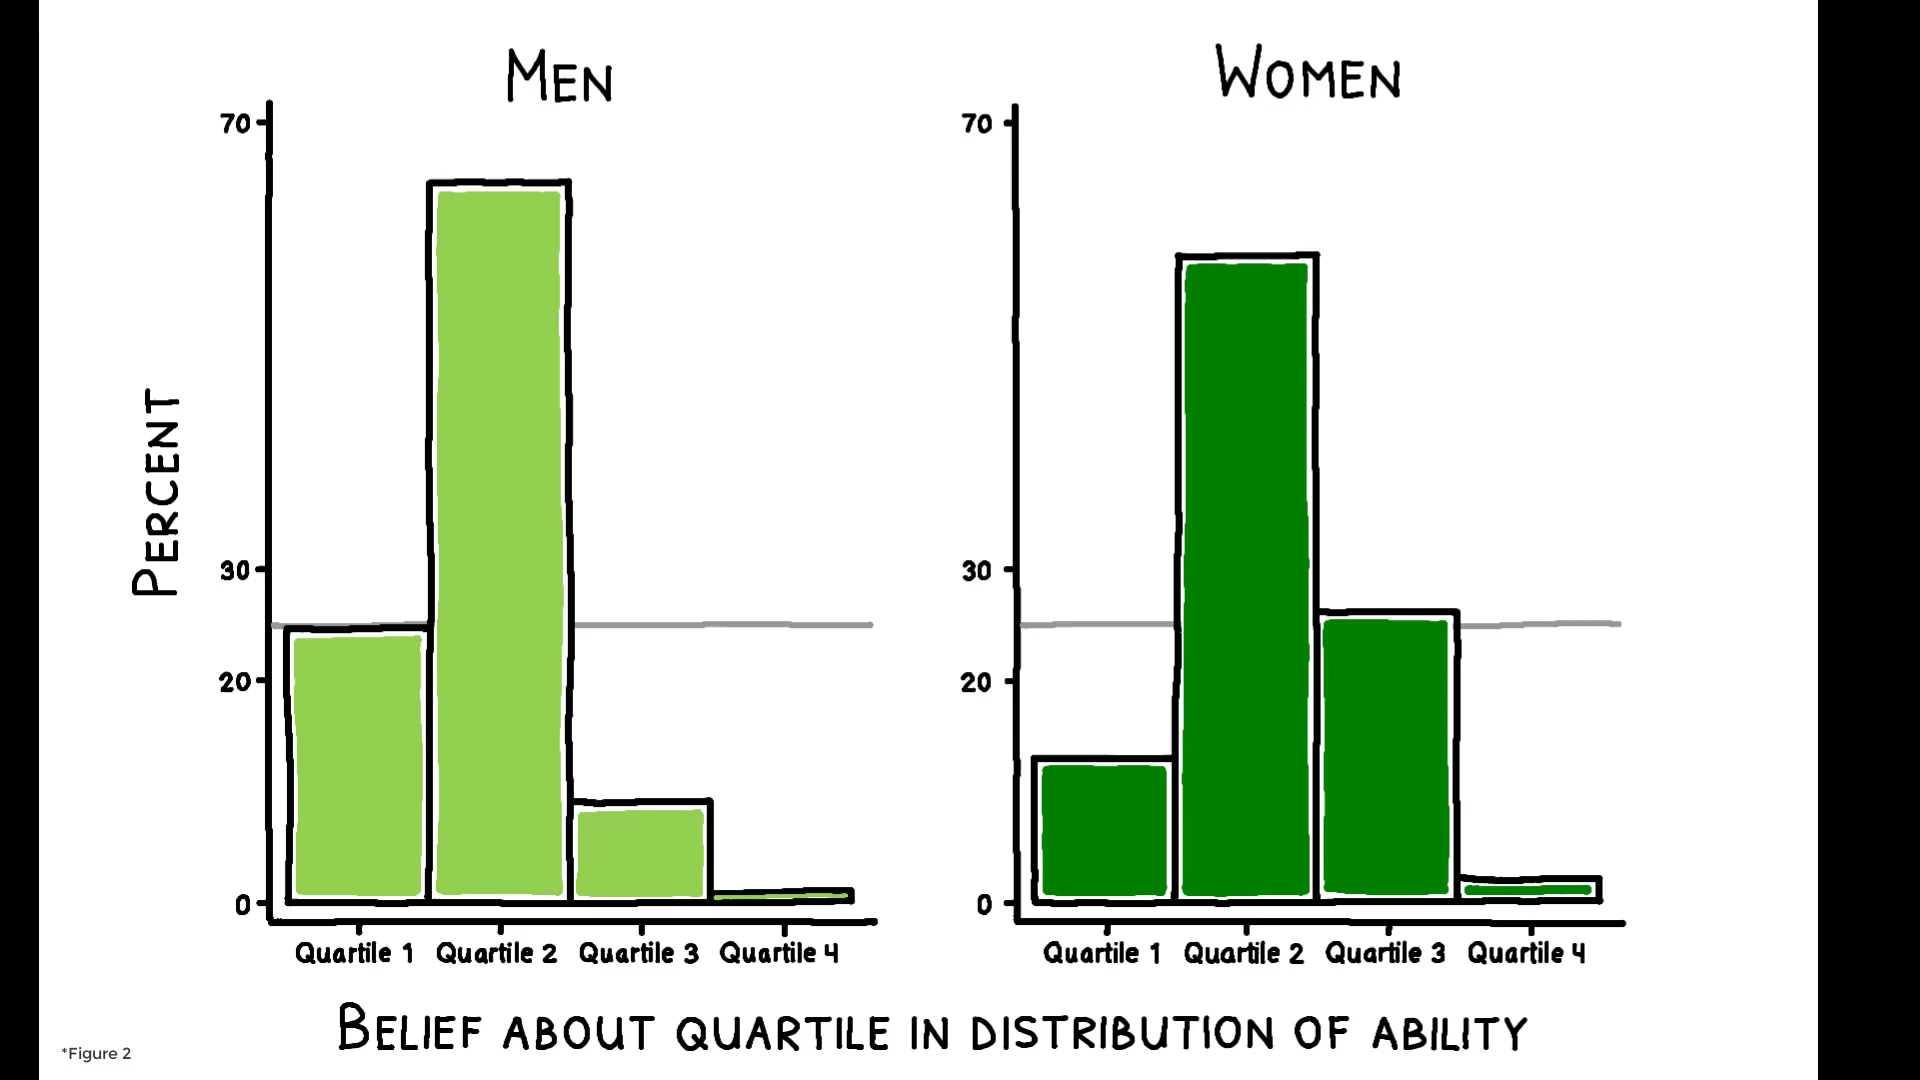 MEN
70
30
20
0
PERCENT
Quartile 1 Quartile 2 Quartile 3 Quartile 4
WOMEN
70
30
20
0
Quartile 1 Quartile 2 Quartile 3 Quartile 4
BELIEF ABOUT QUARTILE IN DISTRIBUTION OF ABILITY
*Figure 2